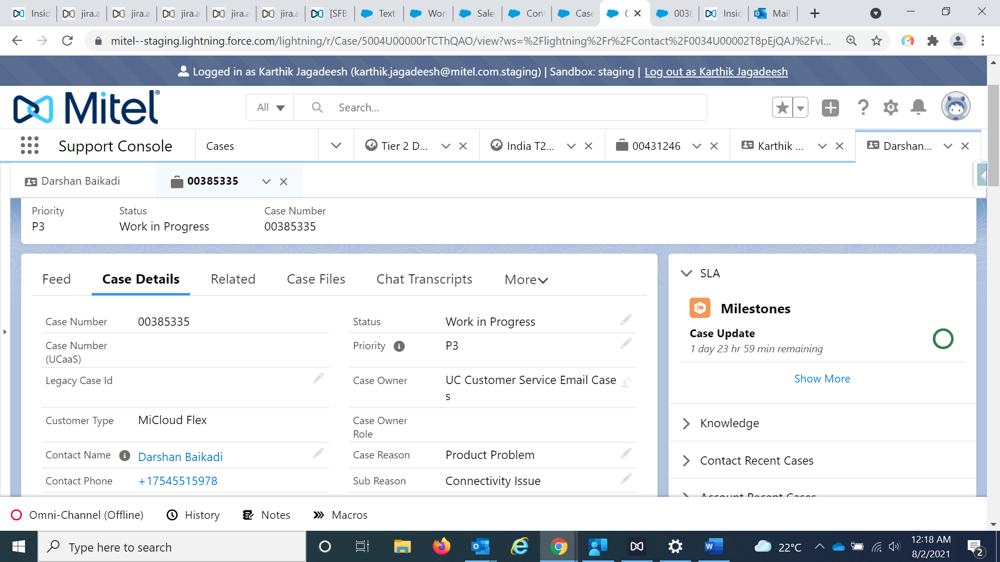 Insid
jira.a
jira.a
jira.a
jira.a
jira.a
[SFB
Text
Wor
Sale
Cont
Case
0038
Insid
Mail
mitel--staging.lightning.force.com/lightning/r/Case/5004U00000rTCThQAO/view?ws=%2Flightning%2Fr%2FContact%2F0034U00002T8pEjQAJ%2Fvi...
Logged in as Karthik Jagadeesh (karthik.jagadeesh@mitel.com.staging) | Sandbox: staging | Log out as Karthik Jagadeesh
Mitel®
All
Search...
Support Console
Cases
Tier 2 D...
India T2...
00431246
Karthik ...
Darshan...
Darshan Baikadi
00385335
Priority
Status
Case Number
P3
Work in Progress
00385335
Feed
Case Details
Related
Case Files
Chat Transcripts
More
Case Number
00385335
Status
Work in Progress
Case Number
(UCaaS)
Priority
P3
Legacy Case Id
Case Owner
UC Customer Service Email Case
s
Customer Type
MiCloud Flex
Case Owner
Role
Contact Name
Darshan Baikadi
Case Reason
Product Problem
Contact Phone
+17545515978
Sub Reason
Connectivity Issue
SLA
Milestones
Case Update
1 day 23 hr 59 min remaining
Show More
Knowledge
Contact Recent Cases
Account Recent Cases
Omni-Channel (Offline)
History
Notes
Macros
Type here to search
22°C
12:18 AM
8/2/2021
2